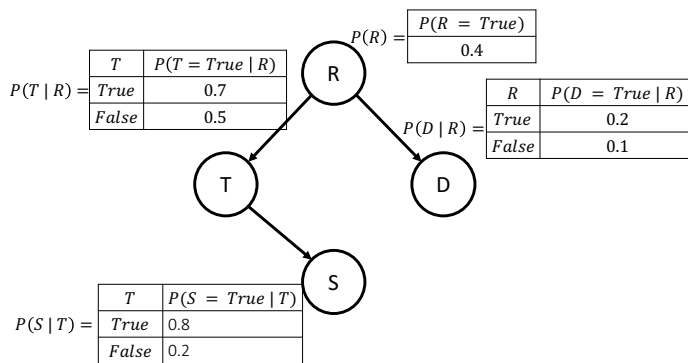 P(R) =
P(R = True)
0.4
R
P(T | R) =
T P(T = True | R)
True 0.7
False 0.5
P(D | R) =
R P(D = True | R)
True 0.2
False 0.1
T
D
S
P(S | T) =
T P(S = True | T)
True 0.8
False 0.2